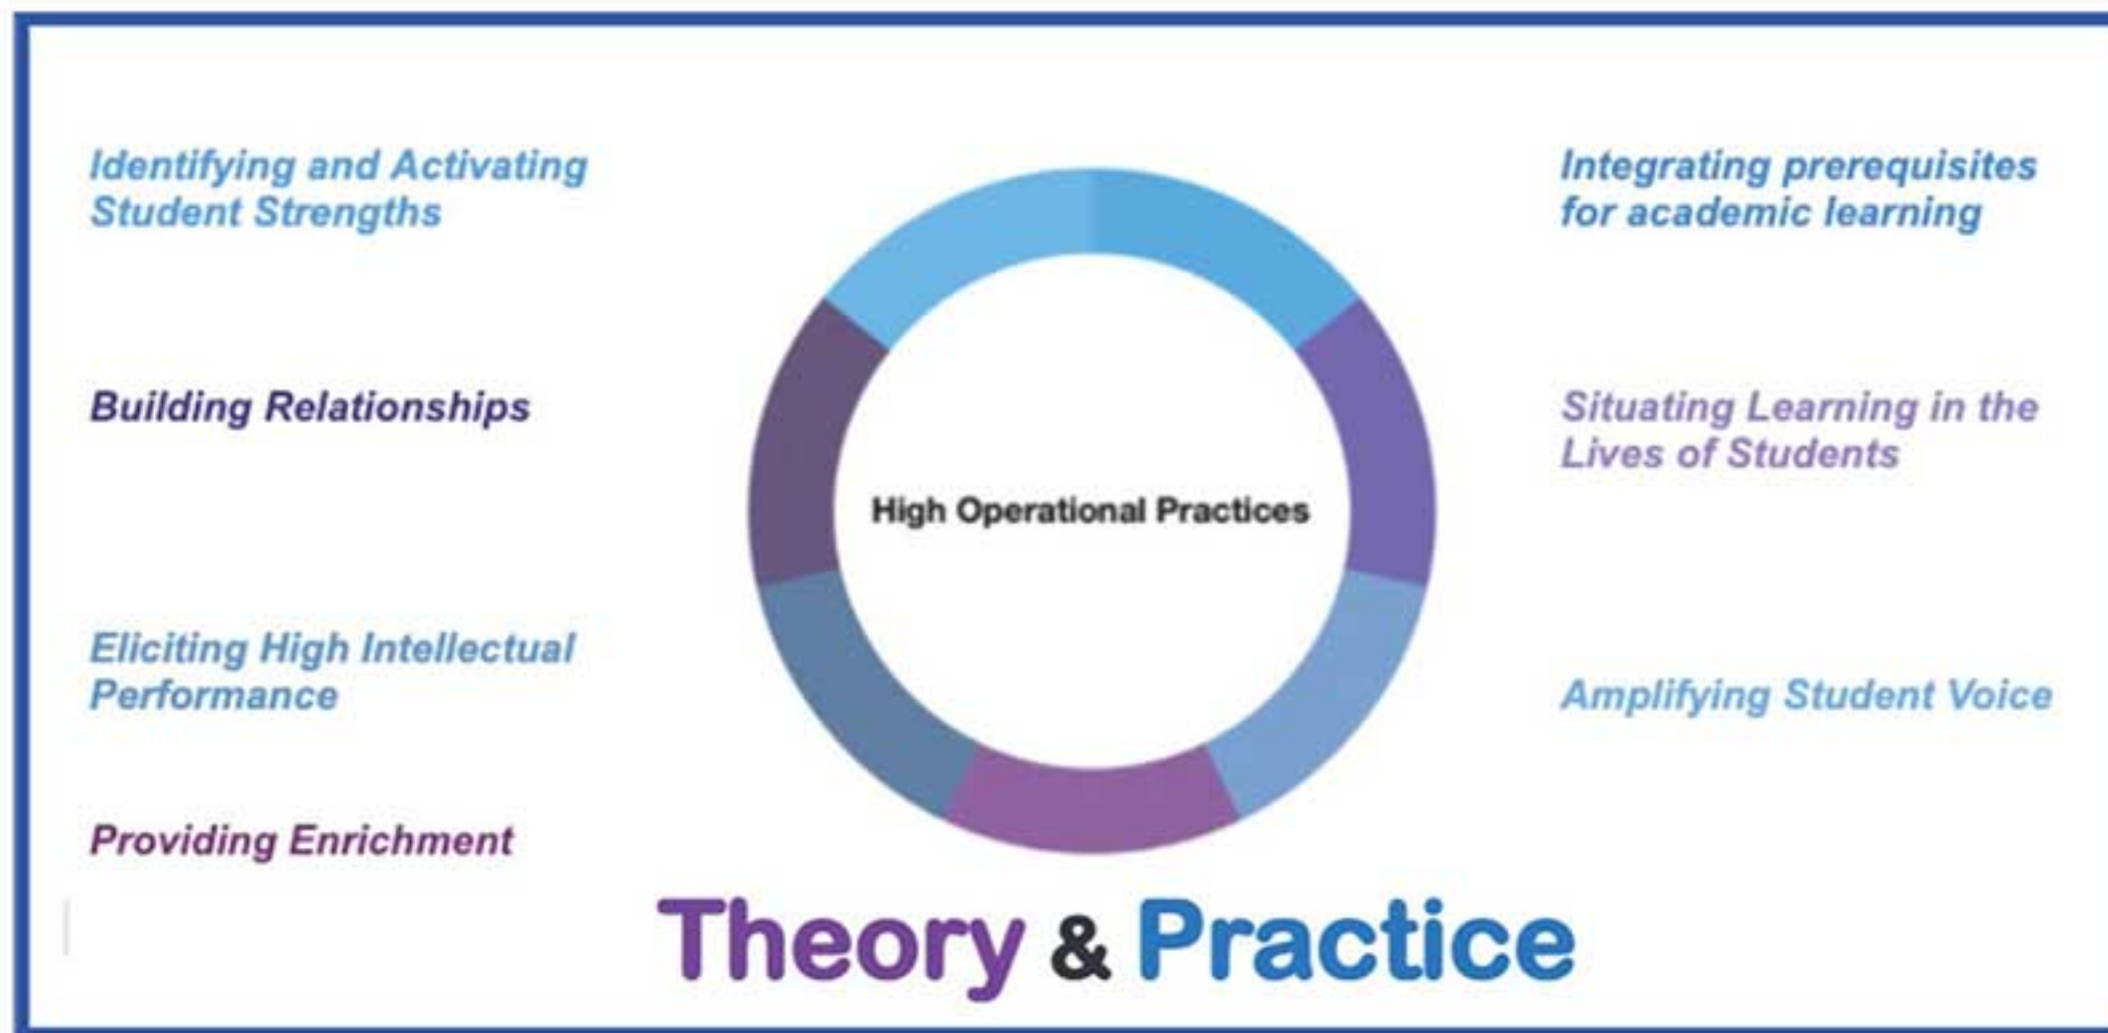 Identifying and Activating
Student Strengths
Building Relationships
Eliciting High Intellectual
Performance
Providing Enrichment
High Operational Practices
Integrating prerequisites
for academic learning
Situating Learning in the
Lives of Students
Amplifying Student Voice
Theory & Practice